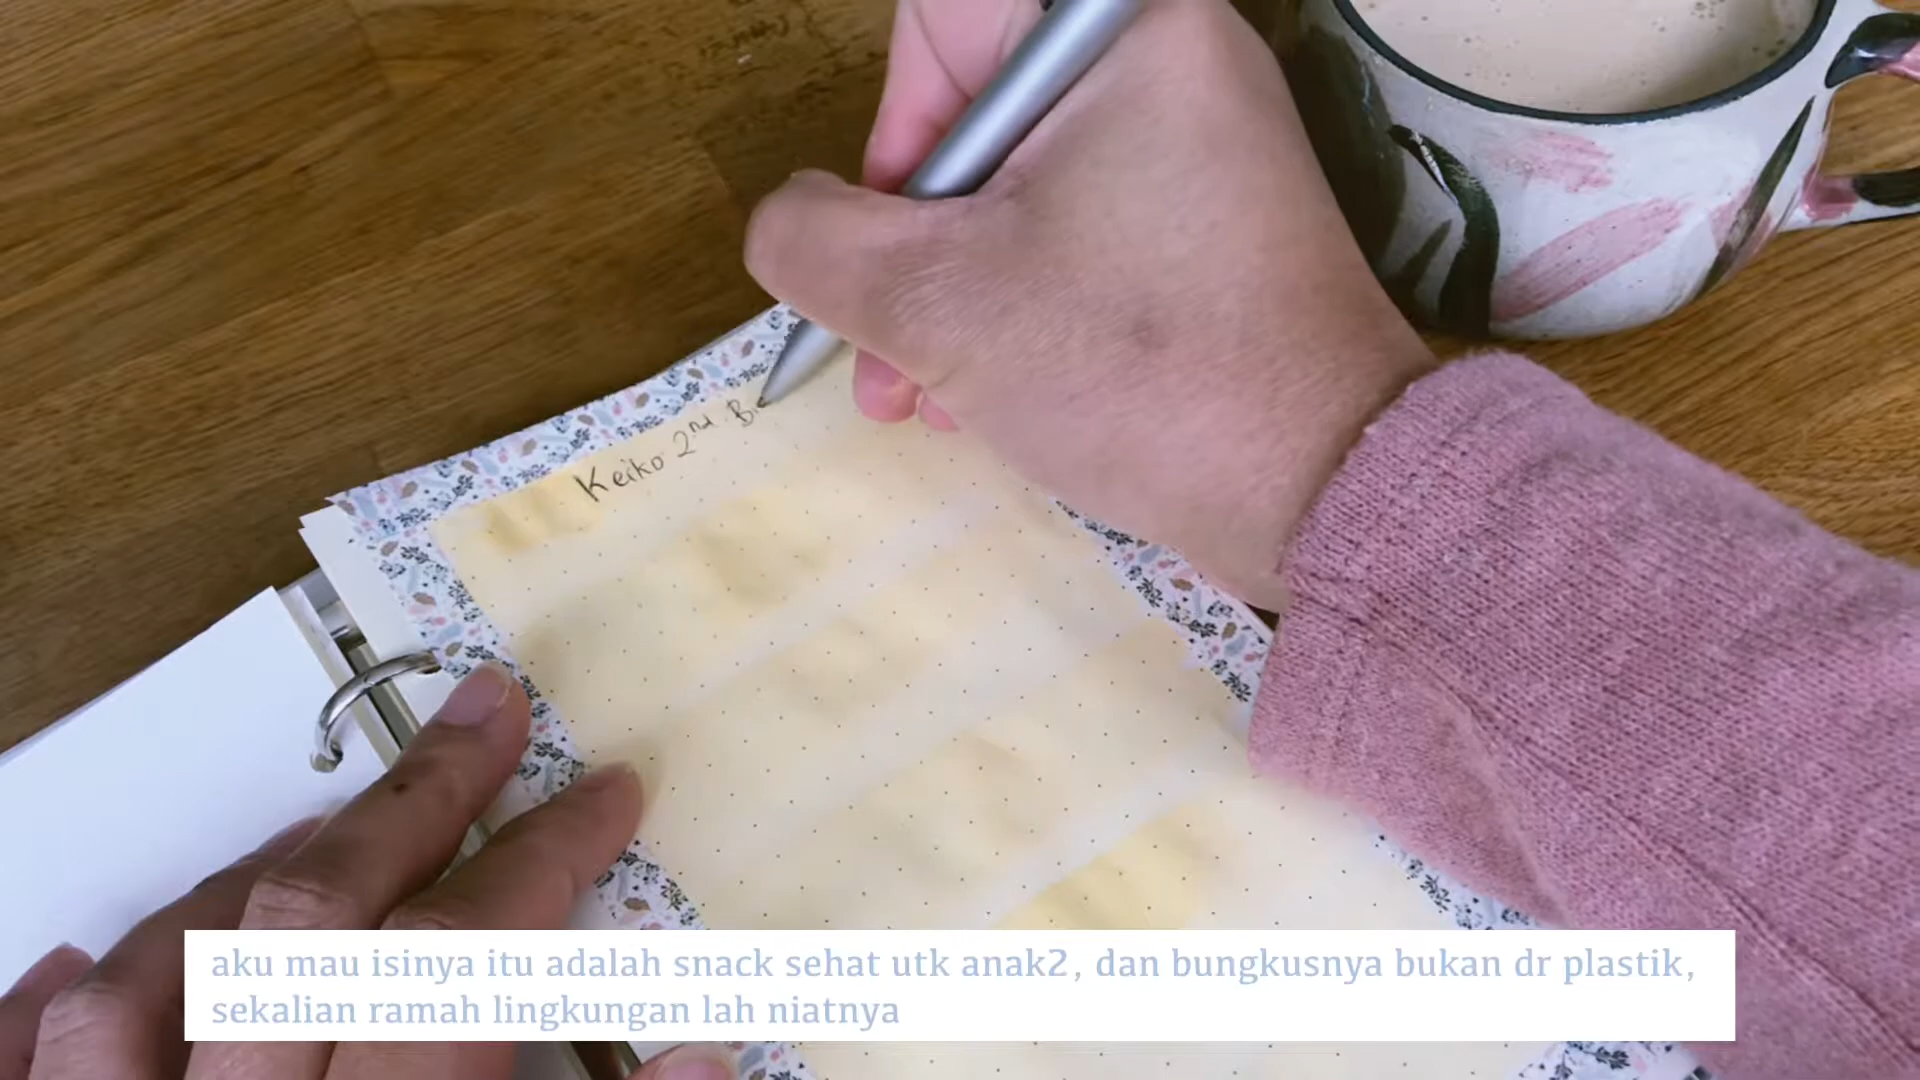 Keiko 2nd
aku mau isinya itu adalah snack sehat utk anak2, dan bungkusnya bukan dr plastik,
sekalian ramah lingkungan lah niatnya